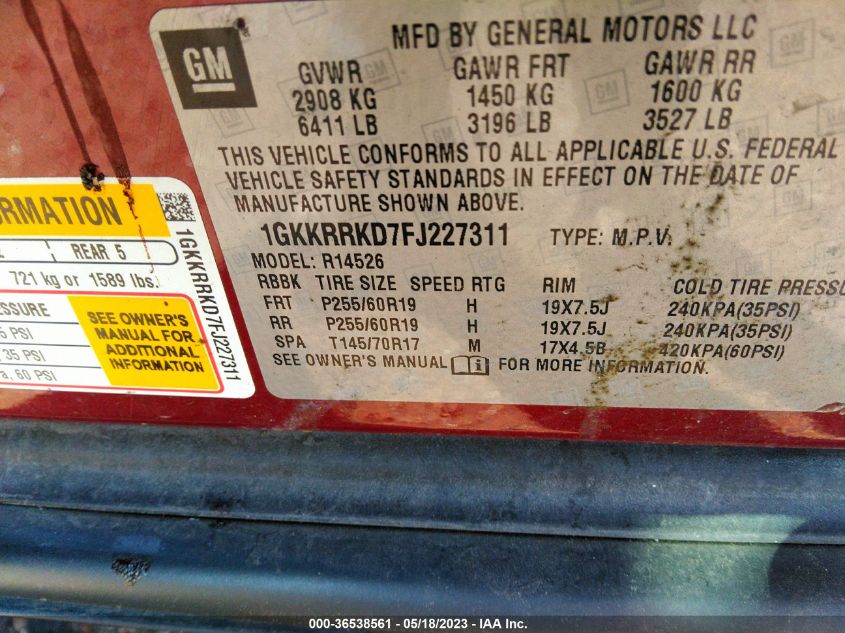 GM
MFD BY GENERAL MOTORS LLC
GVWR GAWR FRT GAWR RR
2908 KG 1450 KG 1600 KG
6411 LB 3196 LB 3527 LB
THIS VEHICLE CONFORMS TO ALL APPLICABLE U.S. FEDERAL
VEHICLE SAFETY STANDARDS IN EFFECT ON THE DATE OF
MANUFACTURE SHOWN ABOVE.
1GKKRRKD7FJ227311 TYPE: M.P.V.
MODEL: R14526
RBBK TIRE SIZE SPEED RTG RIM COLD TIRE PRESSU
FRT P255/60R19 H 19X7.5J 240KPA(35PSI)
RR P255/60R19 H 19X7.5J 240KPA(35PSI)
SPA T145/70R17 M 17X4.5B 420KPA(60PSI)
SEE OWNER'S MANUAL FOR MORE INFORMATION.
ORMATION
REAR 5
721 kg or 1589 lbs.
SSURE
5 PSI
35 PSI
a, 60 PSI
SEE OWNER'S
MANUAL FOR
ADDITIONAL
INFORMATION
1GKKRRKD7FJ227311
000-36538561 - 05/18/2023 - IAA Inc.